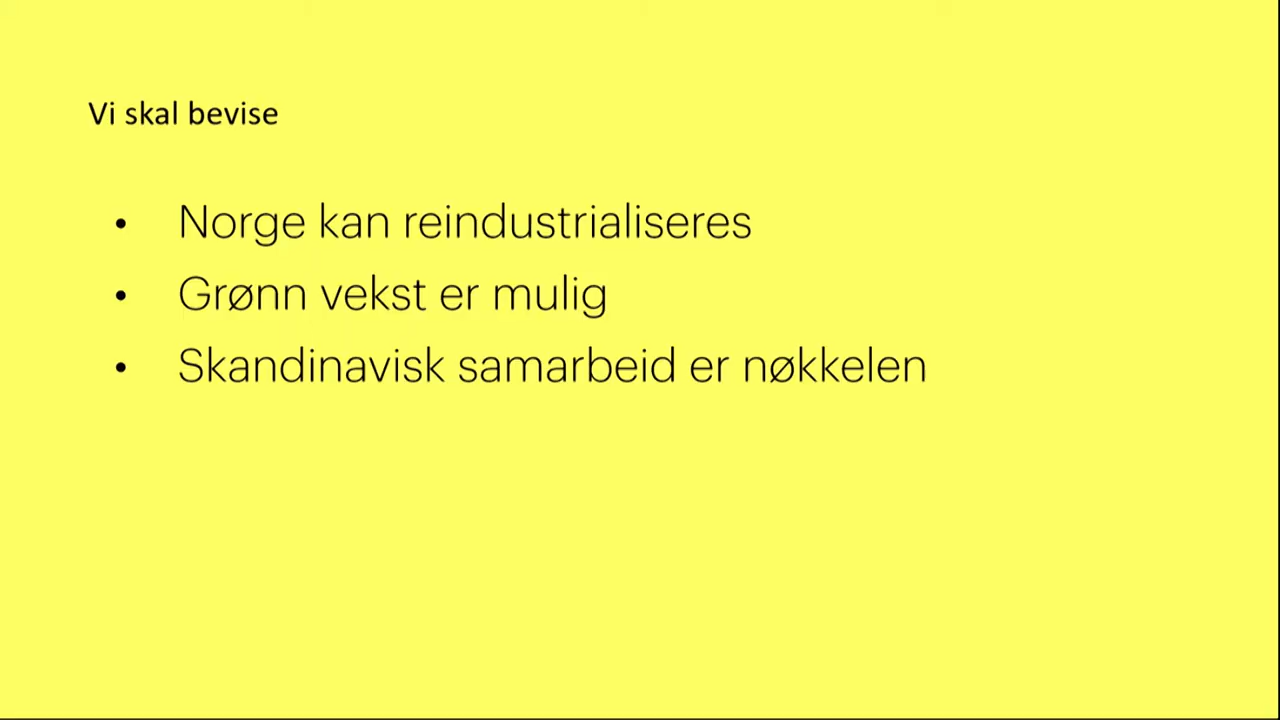 Vi skal bevise
• Norge kan reindustrialiseres
• Grønn vekst er mulig
• Skandinavisk samarbeid er nøkkelen